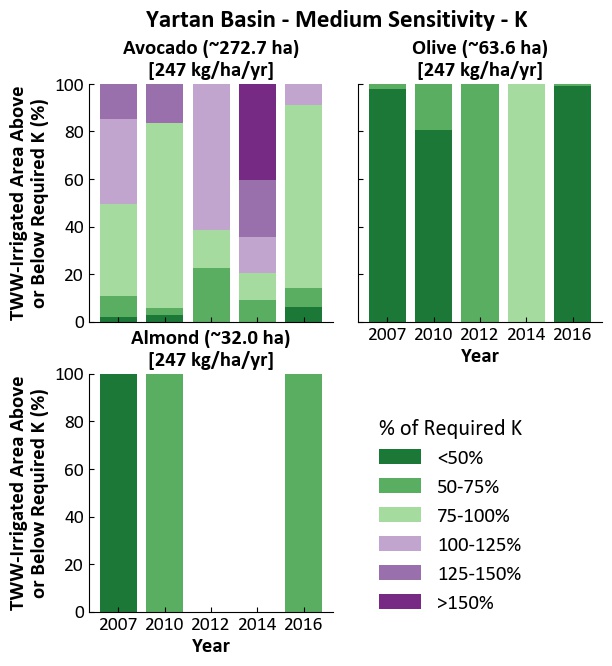 Yartan Basin - Medium Sensitivity - K
Avocado (~272.7 ha)
[247 kg/ha/yr]
Olive (~63.6 ha)
[247 kg/ha/yr]
TWW-Irrigated Area Above
or Below Required K (%)
100
80
60
40
20
0
2007 2010 2012 2014 2016
Year
Almond (~32.0 ha)
[247 kg/ha/yr]
TWW-Irrigated Area Above
or Below Required K (%)
100
80
60
40
20
0
2007 2010 2012 2014 2016
Year
% of Required K
<50%
50-75%
75-100%
100-125%
125-150%
>150%